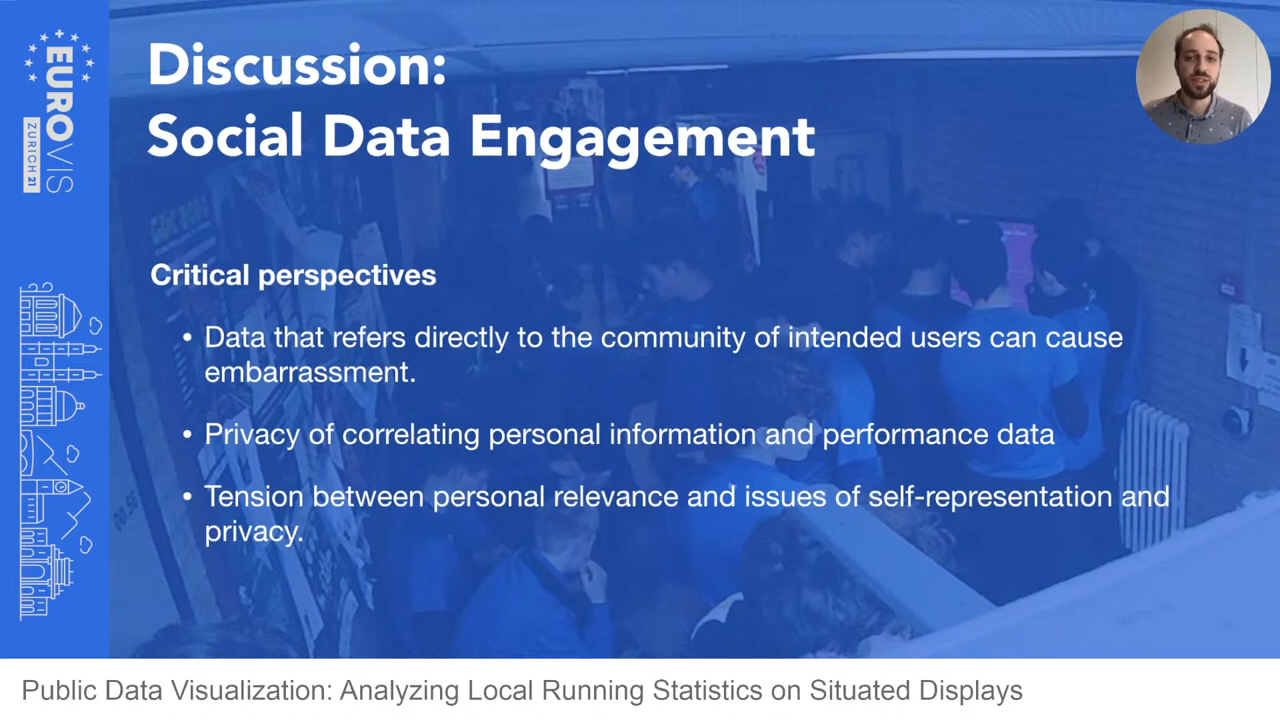 EUROVIS
ZURICH 21
Discussion:
Social Data Engagement
Critical perspectives
• Data that refers directly to the community of intended users can cause
embarrassment.
• Privacy of correlating personal information and performance data
• Tension between personal relevance and issues of self-representation and
privacy.
Public Data Visualization: Analyzing Local Running Statistics on Situated Displays